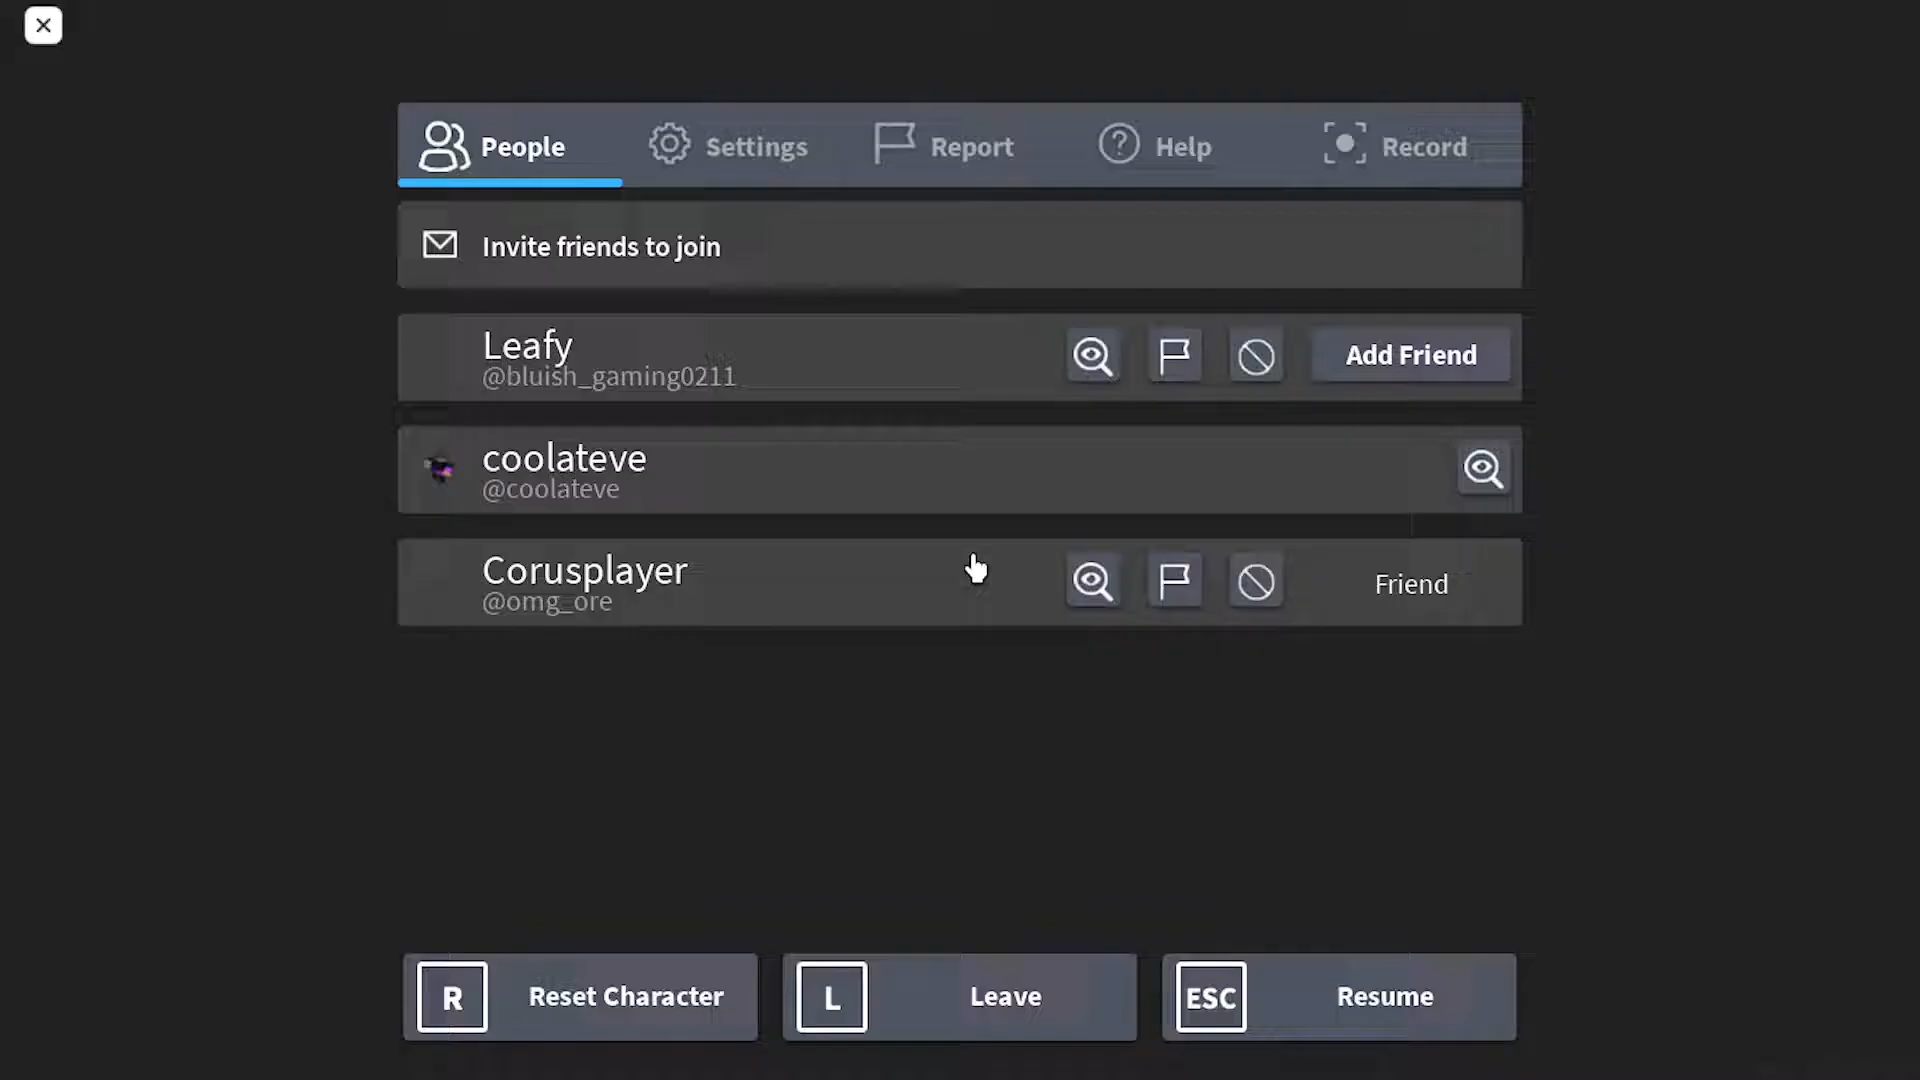 People
Settings
Report
Help
Record
Invite friends to join
Leafy
@bluish_gaming0211
Add Friend
coolateve
@coolateve
Corusplayer
@omg_ore
Friend
R Reset Character
L Leave
ESC Resume